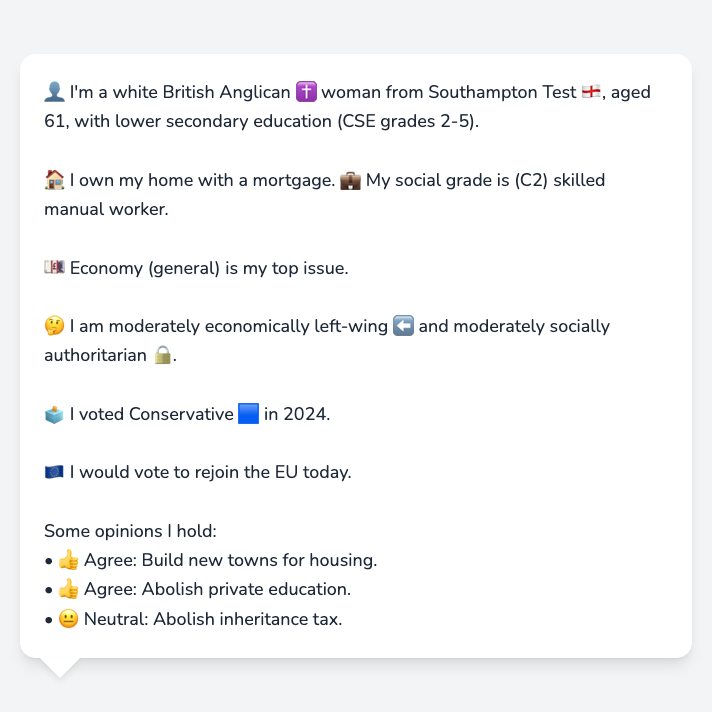 👤 I'm a white British Anglican ✝️ woman from Southampton Test 🏴󠁧󠁢󠁥󠁮󠁧󠁿, aged
61, with lower secondary education (CSE grades 2-5).
🏠 I own my home with a mortgage. 💼 My social grade is (C2) skilled
manual worker.
💷 Economy (general) is my top issue.
🤔 I am moderately economically left-wing ⬅️ and moderately socially
authoritarian 🔒.
🗳️ I voted Conservative 🟦 in 2024.
🇪🇺 I would vote to rejoin the EU today.
Some opinions I hold:
• 👍 Agree: Build new towns for housing.
• 👍 Agree: Abolish private education.
• 😐 Neutral: Abolish inheritance tax.